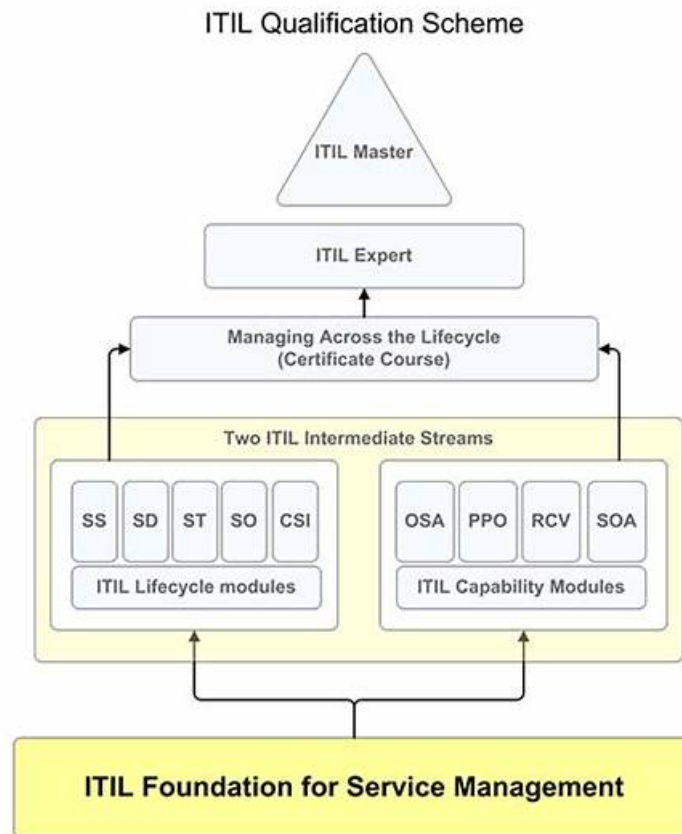 ITIL Qualification Scheme
ITIL Master
ITIL Expert
Managing Across the Lifecycle
(Certificate Course)
Two ITIL Intermediate Streams
SS SD ST SO CSI
ITIL Lifecycle modules
OSA PPO RCV SOA
ITIL Capability Modules
ITIL Foundation for Service Management